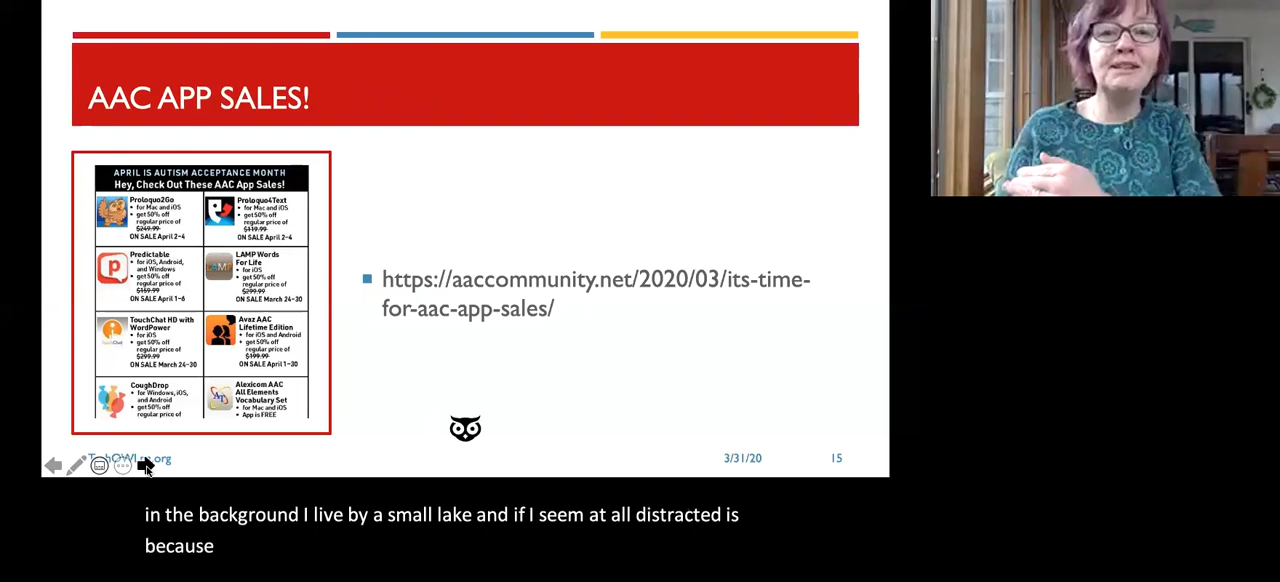 AAC APP SALES!
APRIL IS AUTISM ACCEPTANCE MONTH
Hey, Check Out These AAC App Sales!
Proloquo2Go
• for Mac and iOS
• get 50% off
regular price of
$249.99
ON SALE April 2-4
Proloquo4Text
• for Mac and iOS
• get 50% off
regular price of
$119.99
ON SALE April 2-4
Predictable
• for iOS, Android,
and Windows
• get 50% off
regular price of
$159.99
ON SALE April 1-6
LAMP Words
For Life
• for iOS
• get 50% off
regular price of
$299.99
ON SALE March 24-30
LAMP
TouchChat HD with
WordPower
• for iOS
• get 50% off
regular price of
$299.99
ON SALE March 24-30
TouchChat
Avaz AAC
Lifetime Edition
• for iOS and Android
• get 50% off
regular price of
$199.99
ON SALE April 1-30
CoughDrop
• for Windows, iOS,
and Android
• get 50% off
regular price of
Alexicom AAC
All Elements
Vocabulary Set
• for Mac and iOS
• App is FREE
https://aaccommunity.net/2020/03/its-time-
for-aac-app-sales/
3/31/20
15
in the background I live by a small lake and if I seem at all distracted is
because